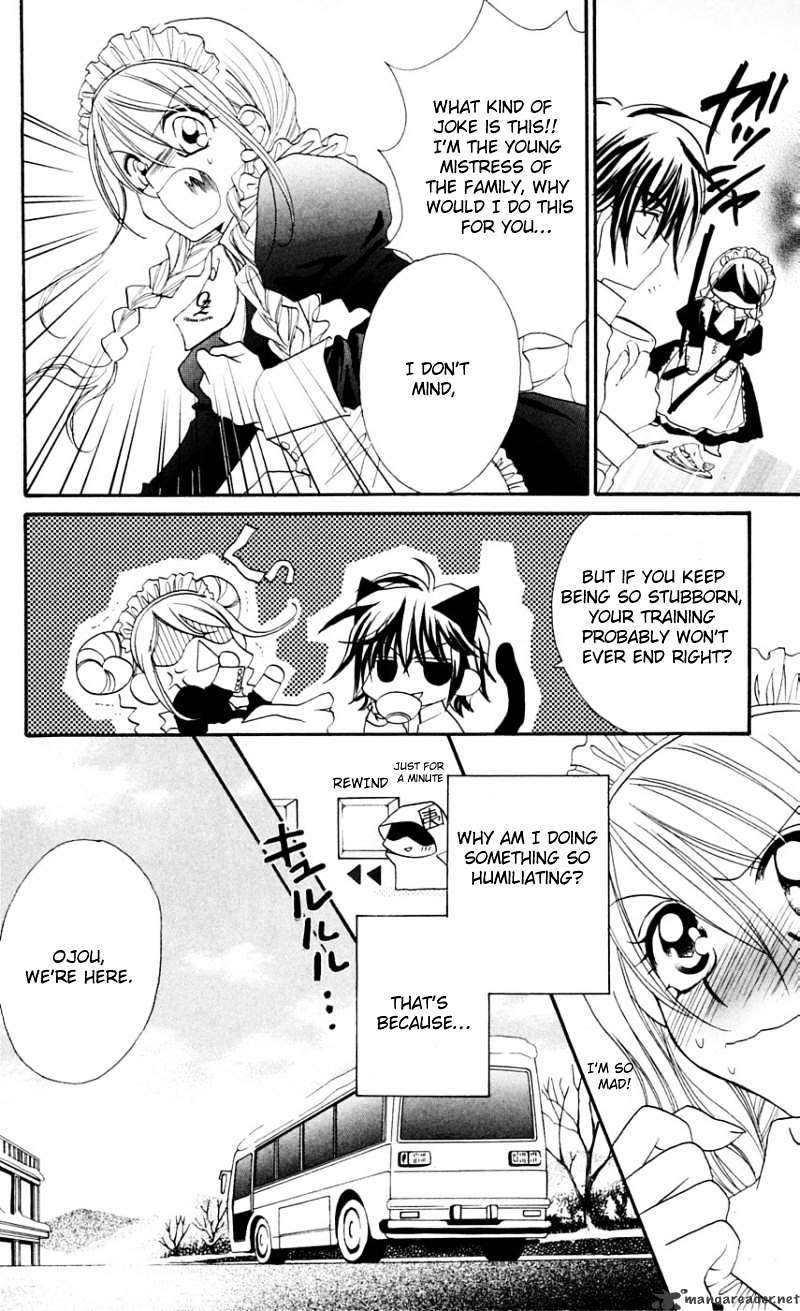 WHAT KIND OF
JOKE IS THIS!!
I'M THE YOUNG
MISTRESS OF
THE FAMILY, WHY
WOULD I DO THIS
FOR YOU...
I DON'T
MIND,
BUT IF YOU KEEP
BEING SO STUBBORN,
YOUR TRAINING
PROBABLY WON'T
EVER END RIGHT?
REWIND
JUST FOR
A MINUTE
裏
キュルルルル...
WHY AM I DOING
SOMETHING SO
HUMILIATING?
THAT'S
BECAUSE...
I'M SO
MAD!
OJOU,
WE'RE HERE.
mangareader.net